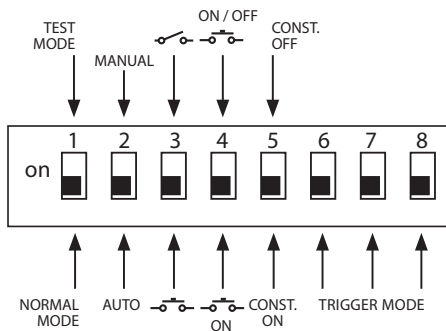 ON / OFF
TEST
MODE
CONST.
OFF
MANUAL
1 2 3 4 5 6 7 8
on
NORMAL
MODE
AUTO
ON
CONST.
ON
TRIGGER MODE